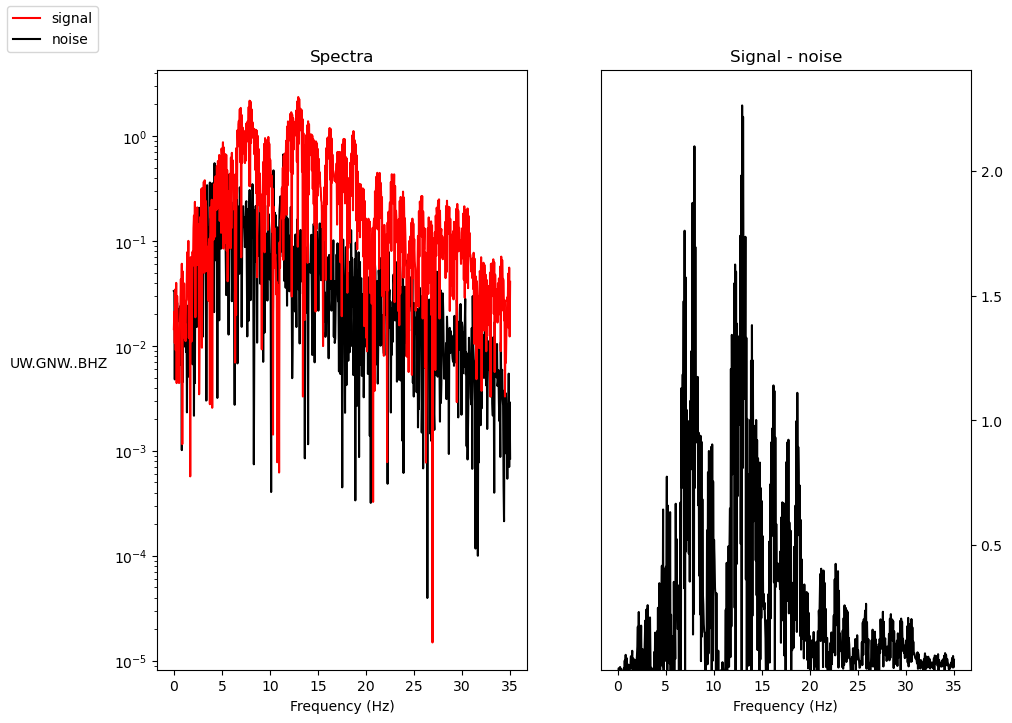 signal
noise
Spectra
Signal - noise
UW.GNW..BHZ
10^0
10^-1
10^-2
10^-3
10^-4
10^-5
0 5 10 15 20 25 30 35
Frequency (Hz)
2.0
1.5
1.0
0.5
0 5 10 15 20 25 30 35
Frequency (Hz)